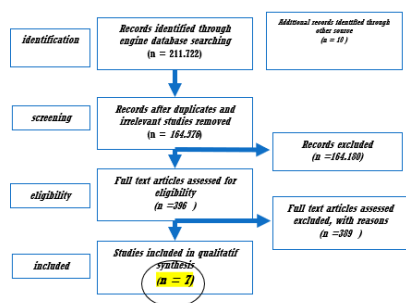 identification
Records identified through
engine database searching
(n = 211.722)
Additional records identified through
other source
(n = 10 )
screening
Records after duplicates and
irrelevant studies removed
(n = 164.576)
Records excluded
(n =164.180)
eligibility
Full text articles assessed for
eligibility
(n =396 )
Full text articles assessed
excluded, with reasons
(n =389 )
included
Studies included in qualitatif
synthesis
(n = 7)